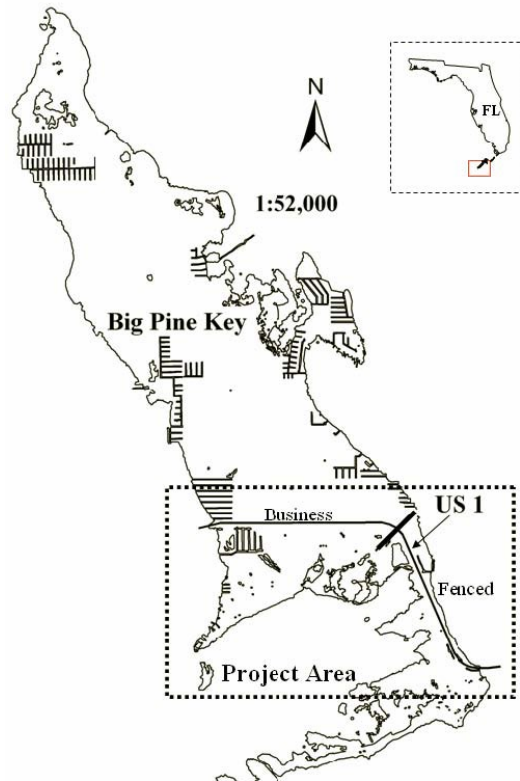 N
FL
1:52,000
Big Pine Key
US 1
Business
Fenced
Project Area